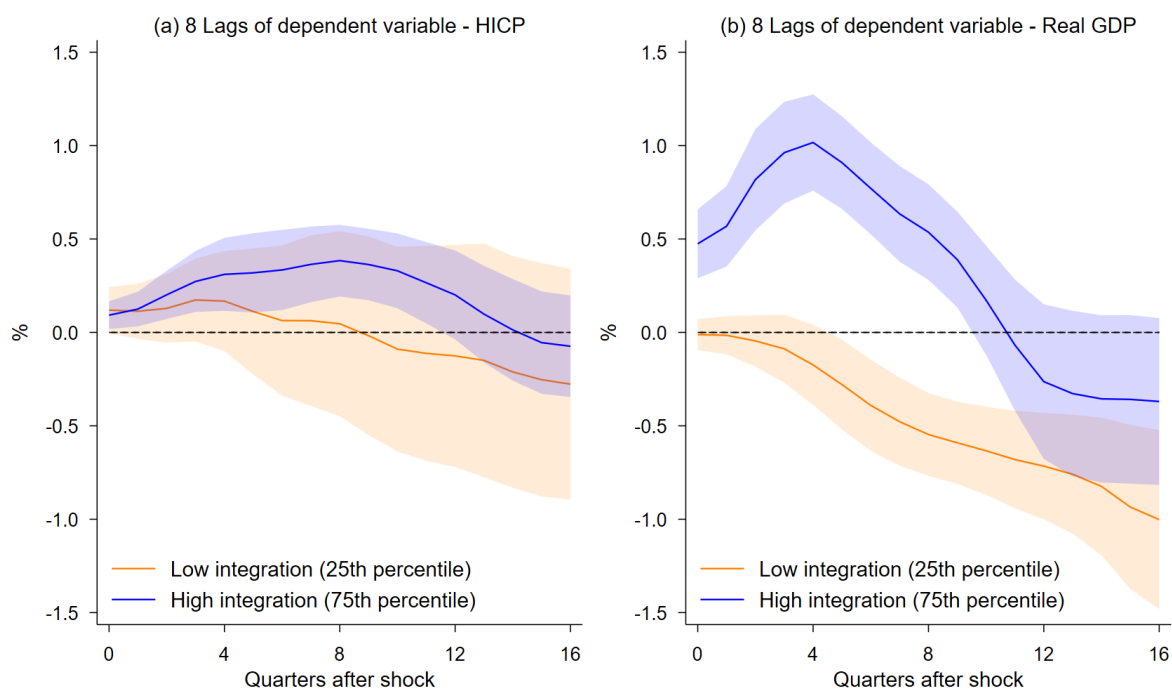 (a) 8 Lags of dependent variable - HICP
1.5
1.0
0.5
0.0
-0.5
-1.0
-1.5
%
Low integration (25th percentile)
High integration (75th percentile)
0 4 8 12 16
Quarters after shock
(b) 8 Lags of dependent variable - Real GDP
1.5
1.0
0.5
0.0
-0.5
-1.0
-1.5
%
Low integration (25th percentile)
High integration (75th percentile)
0 4 8 12 16
Quarters after shock